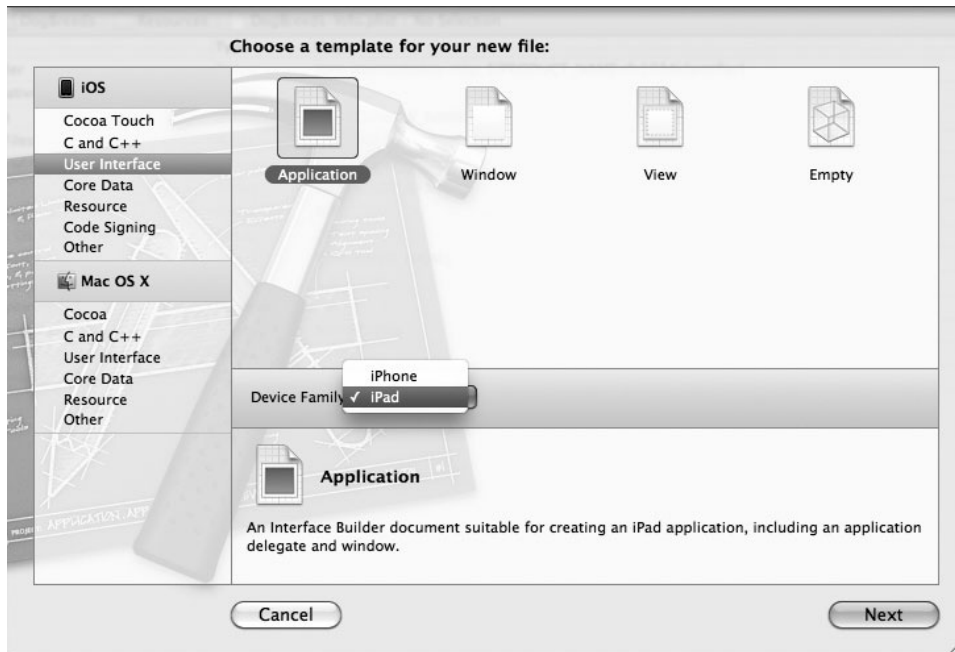 Choose a template for your new file:
iOS
Cocoa Touch
C and C++
User Interface
Core Data
Resource
Code Signing
Other
Mac OS X
Cocoa
C and C++
User Interface
Core Data
Resource
Other
Application
Window
View
Empty
iPhone
Device Family ✓ iPad
Application
An Interface Builder document suitable for creating an iPad application, including an application
delegate and window.
Cancel
Next